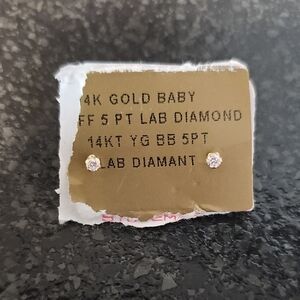 4K GOLD BABY
FF 5 PT LAB DIAMOND
14KT YG BB 5PT
LAB DIAMANT